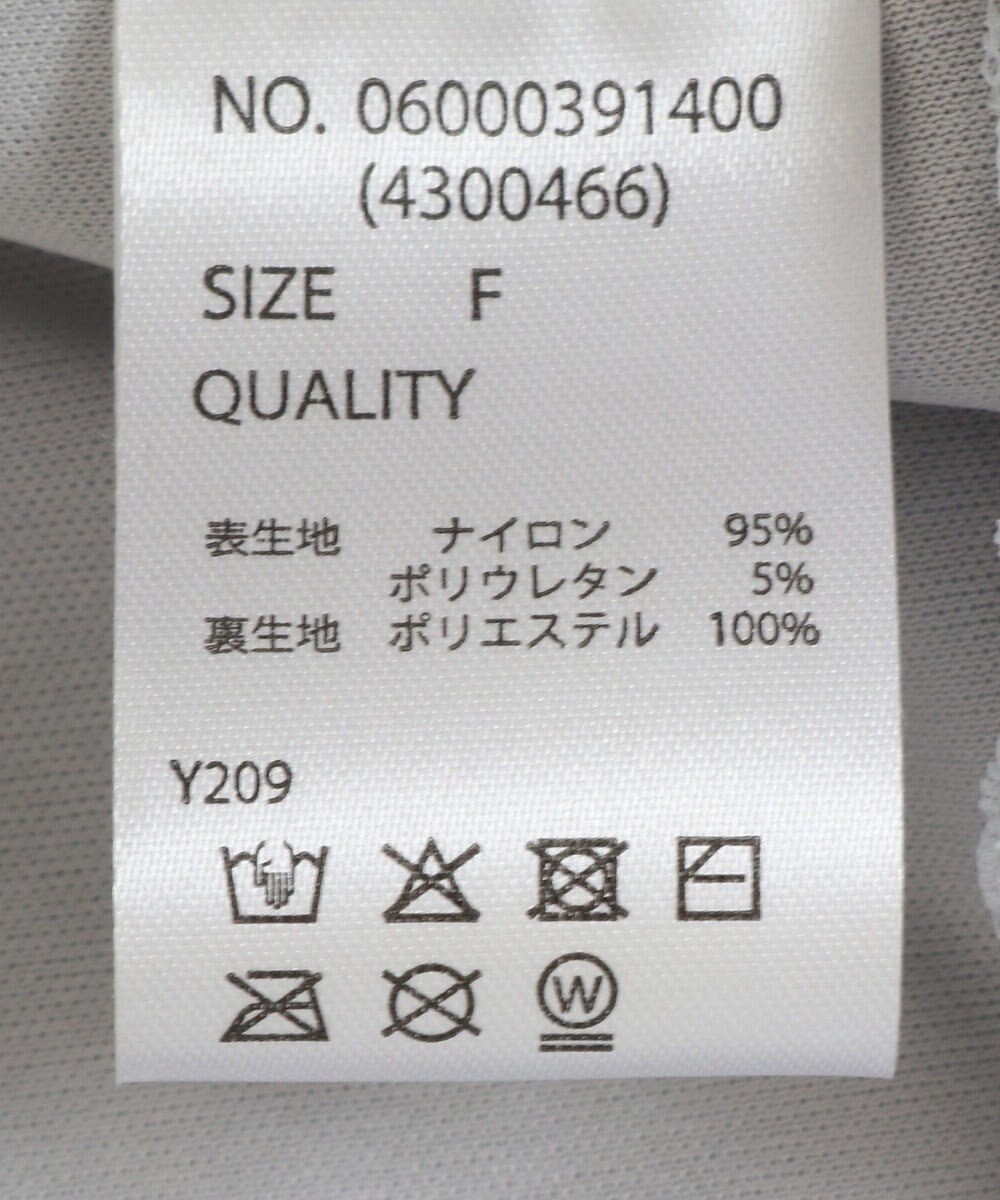 NO. 06000391400
(4300466)
SIZE F
QUALITY
表生地 ナイロン 95%
ポリウレタン 5%
裏生地 ポリエステル 100%
Y209
W